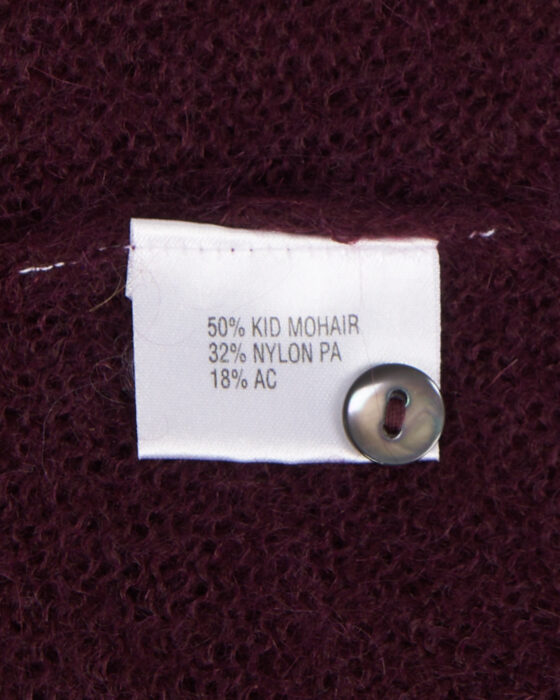 50% KID MOHAIR
32% NYLON PA
18% AC